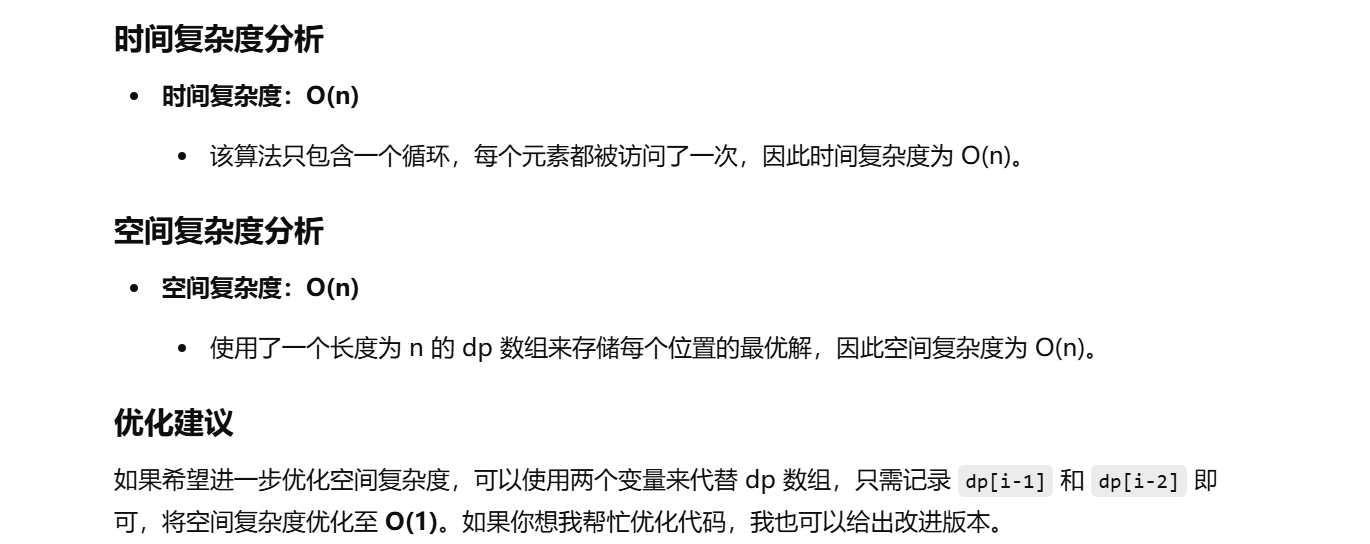 时间复杂度分析
• 时间复杂度：O(n)
• 该算法只包含一个循环，每个元素都被访问了一次，因此时间复杂度为 O(n)。
空间复杂度分析
• 空间复杂度：O(n)
• 使用了一个长度为 n 的 dp 数组来存储每个位置的最优解，因此空间复杂度为 O(n)。
优化建议
如果希望进一步优化空间复杂度，可以使用两个变量来代替 dp 数组，只需记录 dp[i-1] 和 dp[i-2] 即
可，将空间复杂度优化至 O(1)。如果你想我帮忙优化代码，我也可以给出改进版本。